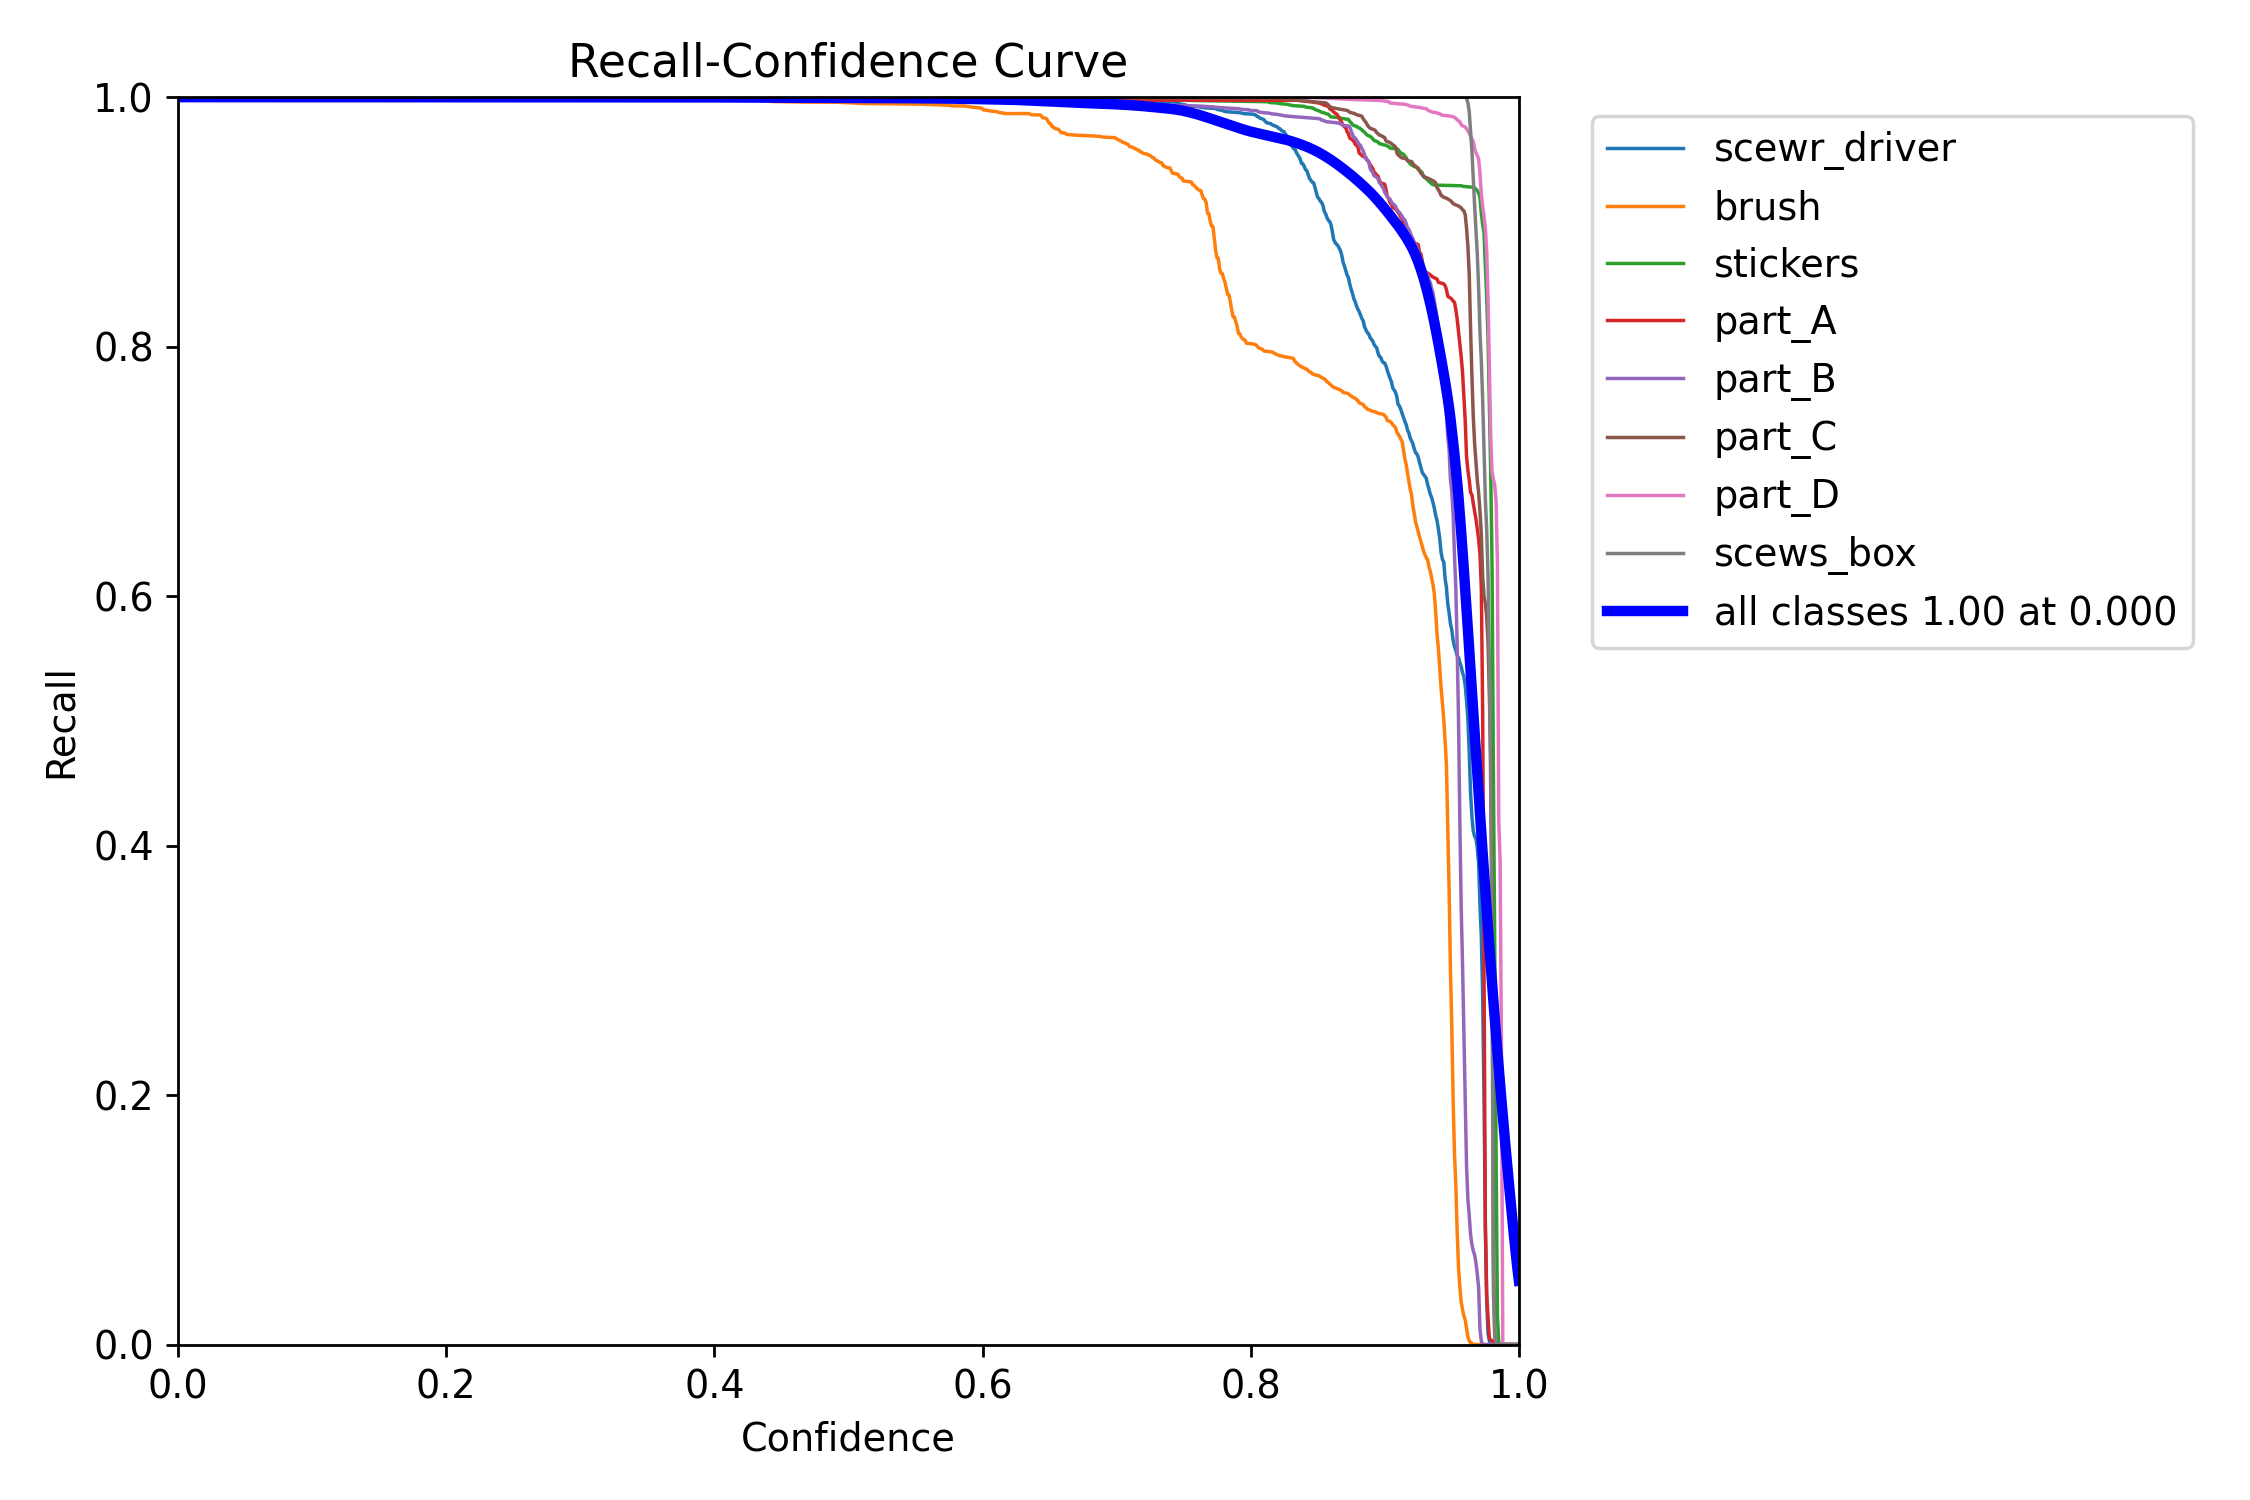 Recall-Confidence Curve
1.0
0.8
0.6
0.4
0.2
0.0
Recall
0.0 0.2 0.4 0.6 0.8 1.0
Confidence
scewr_driver
brush
stickers
part_A
part_B
part_C
part_D
scews_box
all classes 1.00 at 0.000